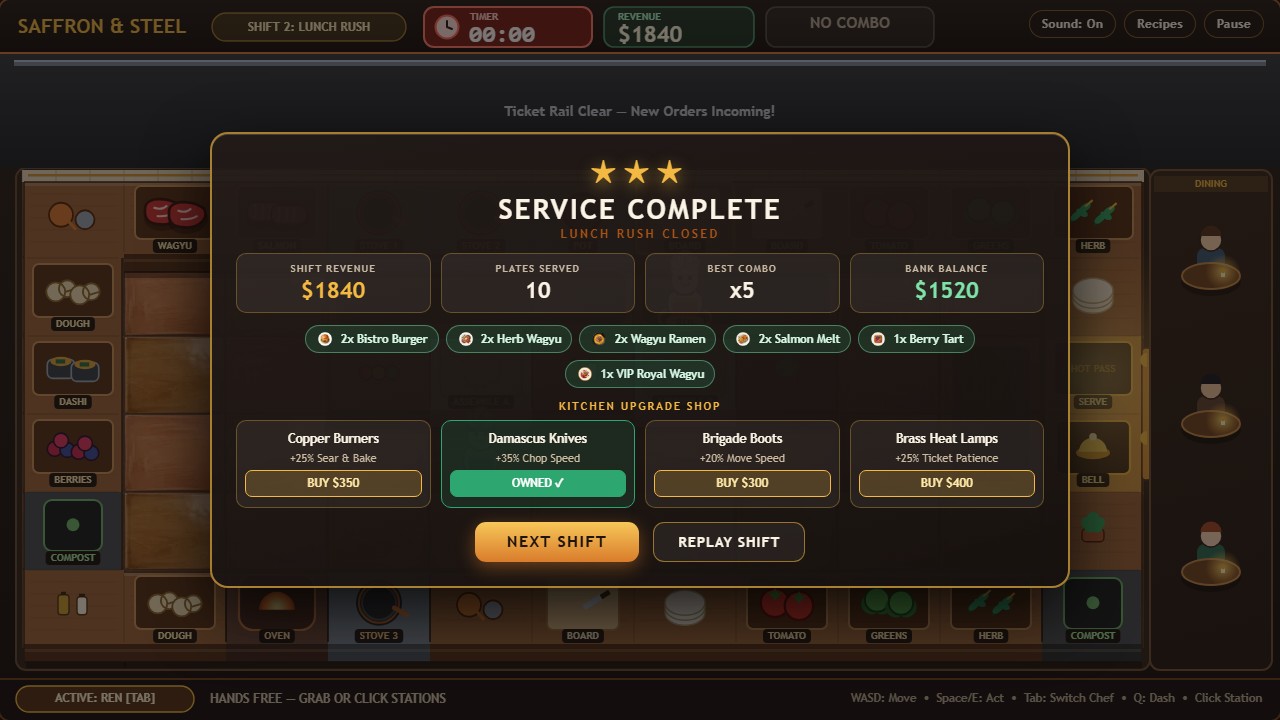 SAFFRON & STEEL
SHIFT 2: LUNCH RUSH
TIMER
00:00
REVENUE
$1840
NO COMBO
Sound: On
Recipes
Pause
Ticket Rail Clear — New Orders Incoming!
★ ★ ★
SERVICE COMPLETE
LUNCH RUSH CLOSED
SHIFT REVENUE
$1840
PLATES SERVED
10
BEST COMBO
x5
BANK BALANCE
$1520
2x Bistro Burger
2x Herb Wagyu
2x Wagyu Ramen
2x Salmon Melt
1x Berry Tart
1x VIP Royal Wagyu
KITCHEN UPGRADE SHOP
Copper Burners
+25% Sear & Bake
BUY $350
Damascus Knives
+35% Chop Speed
OWNED ✓
Brigade Boots
+20% Move Speed
BUY $300
Brass Heat Lamps
+25% Ticket Patience
BUY $400
NEXT SHIFT
REPLAY SHIFT
WAGYU
DOUGH
DASHI
BERRIES
COMPOST
HERB
HOT PASS
SERVE
BELL
DINING
DOUGH
OVEN
STOVE 3
BOARD
TOMATO
GREENS
HERB
COMPOST
ACTIVE: REN [TAB]
HANDS FREE — GRAB OR CLICK STATIONS
WASD: Move • Space/E: Act • Tab: Switch Chef • Q: Dash • Click Station